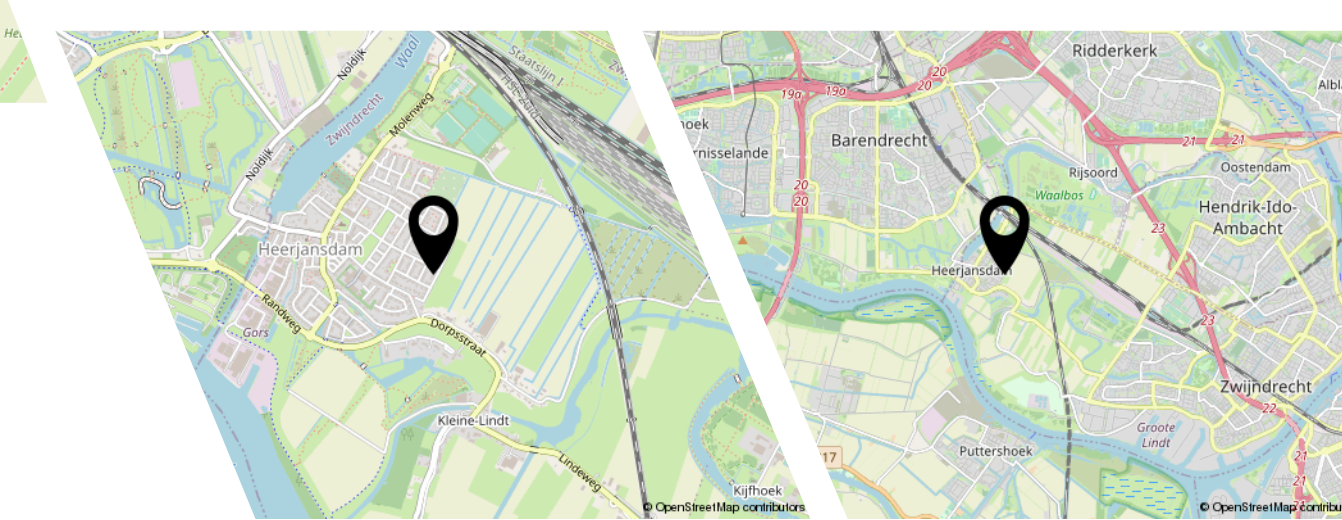 Noldijk
Waal
Staatslijn I
HSL-Zuid
Zwijndrecht
Molenweg
Noldijk
Heerjansdam
Randweg
Gors
Dorpsstraat
Kleine-Lindt
Lindeweg
Kijfhoek
© OpenStreetMap contributors
Ridderkerk
20
19a
19a
20
Barendrecht
21
21
Rijsoord
Oostendam
20
20
Waalbos
Hendrik-Ido-
Ambacht
23
Heerjansdam
23
Zwijndrecht
22
Groote
Lindt
Puttershoek
21
21
© OpenStreetMap